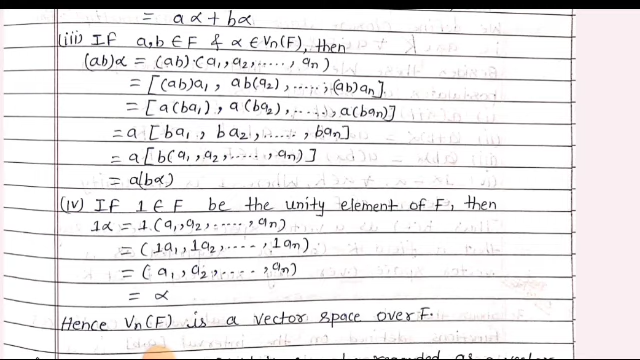 = aα + bα
(iii) If a,b ∈ F & α ∈ Vn(F), then
(ab)α = (ab)·(a₁, a₂, ....., an)
= [(ab)a₁, ab(a₂), ....., (ab)an].
= [a(ba₁), a(ba₂), ......, a(ban)]
= a[ba₁, ba₂, ......, ban]
= a[b(a₁, a₂, ......, an)]
= a(bα)
(iv) If 1 ∈ F be the unity element of F, then
1α = 1.(a₁, a₂, ......, an)
= (1a₁, 1a₂, ....., 1an)
= (a₁, a₂, ....., an)
= α
Hence Vn(F) is a vector space over F.
as a vector